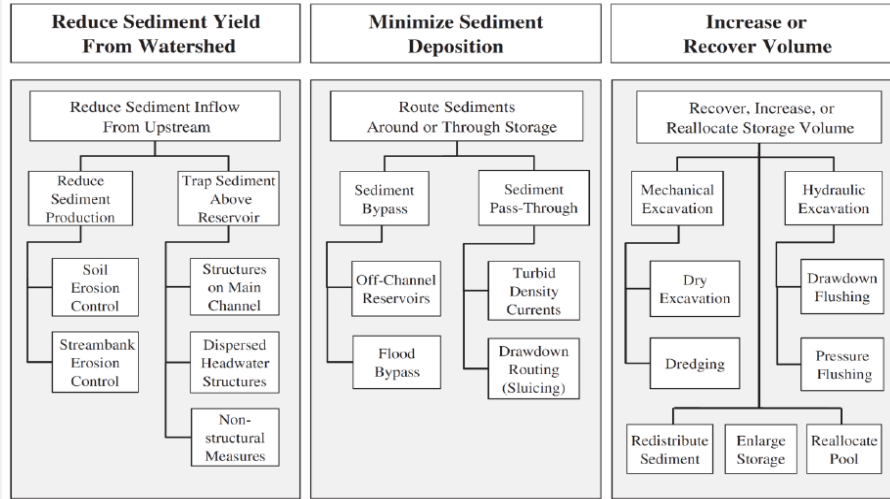 Reduce Sediment Yield
From Watershed
Minimize Sediment
Deposition
Increase or
Recover Volume
Reduce Sediment Inflow
From Upstream
Reduce
Sediment
Production
Trap Sediment
Above
Reservoir
Soil
Erosion
Control
Structures
on Main
Channel
Streambank
Erosion
Control
Dispersed
Headwater
Structures
Non-
structural
Measures
Route Sediments
Around or Through Storage
Sediment
Bypass
Sediment
Pass-Through
Off-Channel
Reservoirs
Turbid
Density
Currents
Flood
Bypass
Drawdown
Routing
(Sluicing)
Recover, Increase, or
Reallocate Storage Volume
Mechanical
Excavation
Hydraulic
Excavation
Dry
Excavation
Drawdown
Flushing
Dredging
Pressure
Flushing
Redistribute
Sediment
Enlarge
Storage
Reallocate
Pool